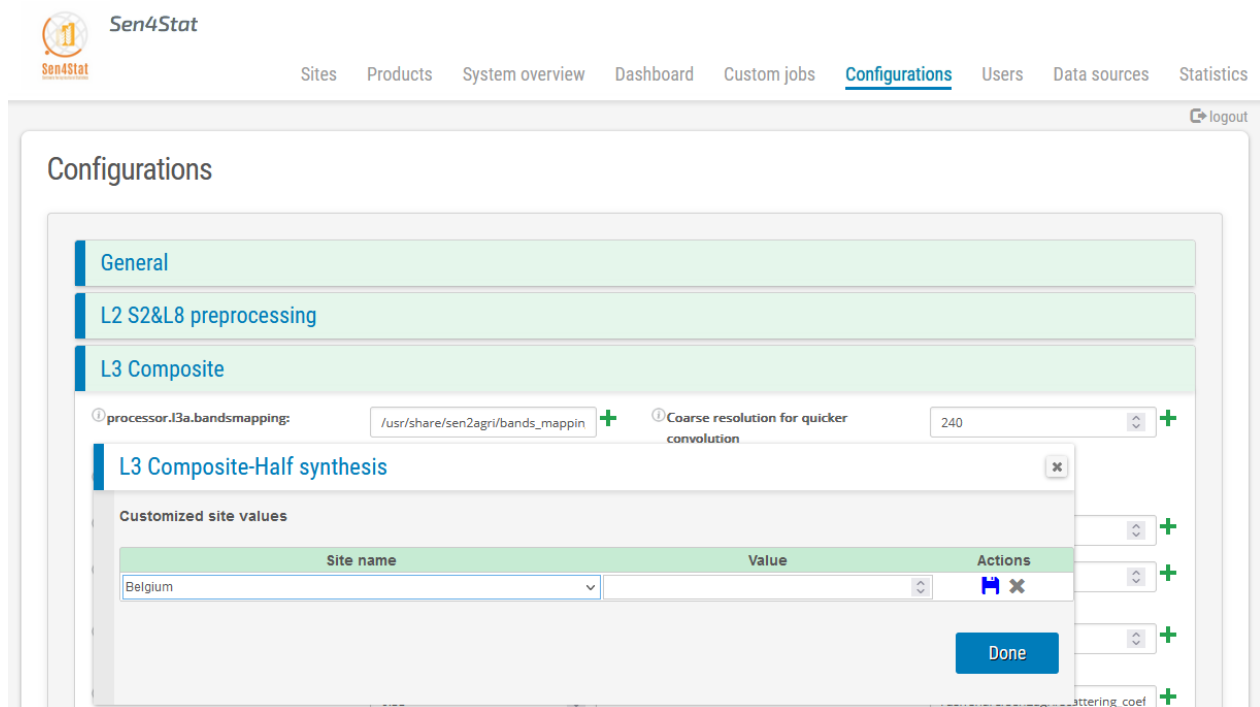 Sen4Stat
Sen4Stat
Sites Products System overview Dashboard Custom jobs Configurations Users Data sources Statistics
logout
Configurations
General
L2 S2&L8 preprocessing
L3 Composite
processor.l3a.bandsmapping: /usr/share/sen2agri/bands_mappin Coarse resolution for quicker convolution 240
L3 Composite-Half synthesis
Customized site values
Site name Value Actions
Belgium
Done
attering_coef